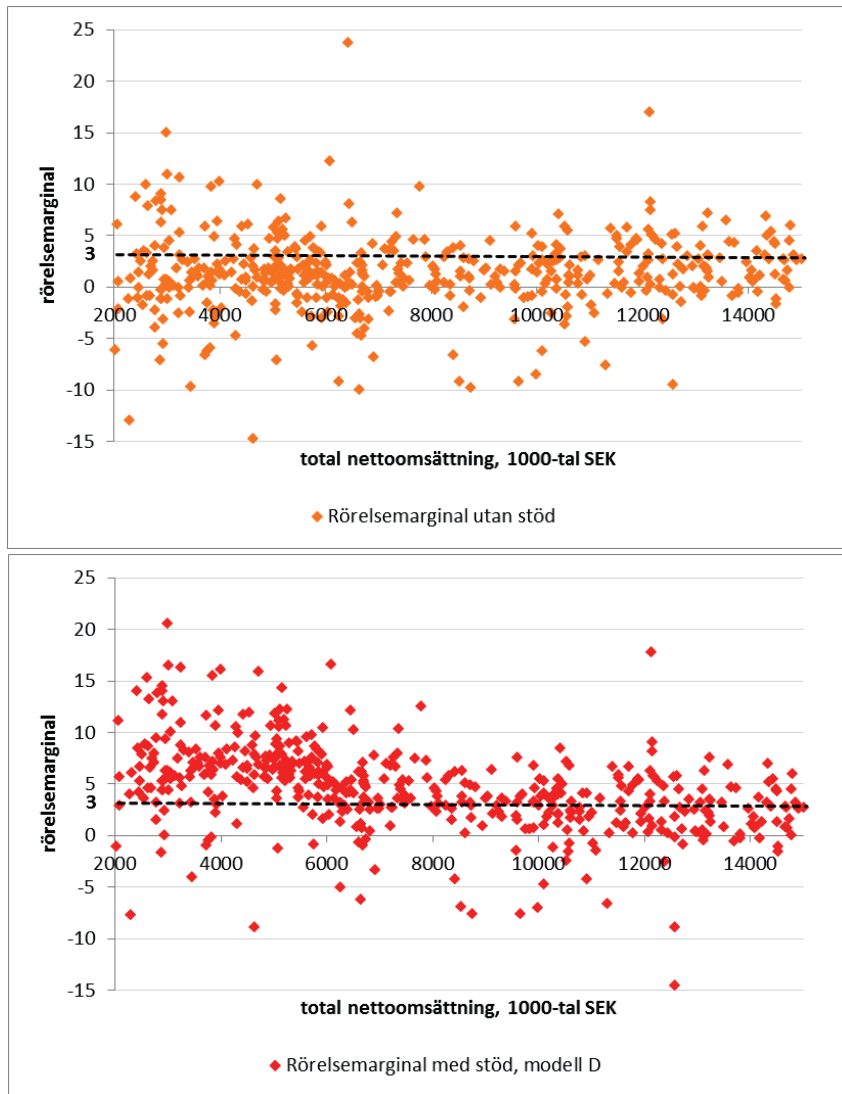 25
20
15
10
5
3
0
-5
-10
-15
rörelsemarginal
2000 4000 6000 8000 10000 12000 14000
total nettoomsättning, 1000-tal SEK
Rörelsemarginal utan stöd
25
20
15
10
5
3
0
-5
-10
-15
rörelsemarginal
2000 4000 6000 8000 10000 12000 14000
total nettoomsättning, 1000-tal SEK
Rörelsemarginal med stöd, modell D